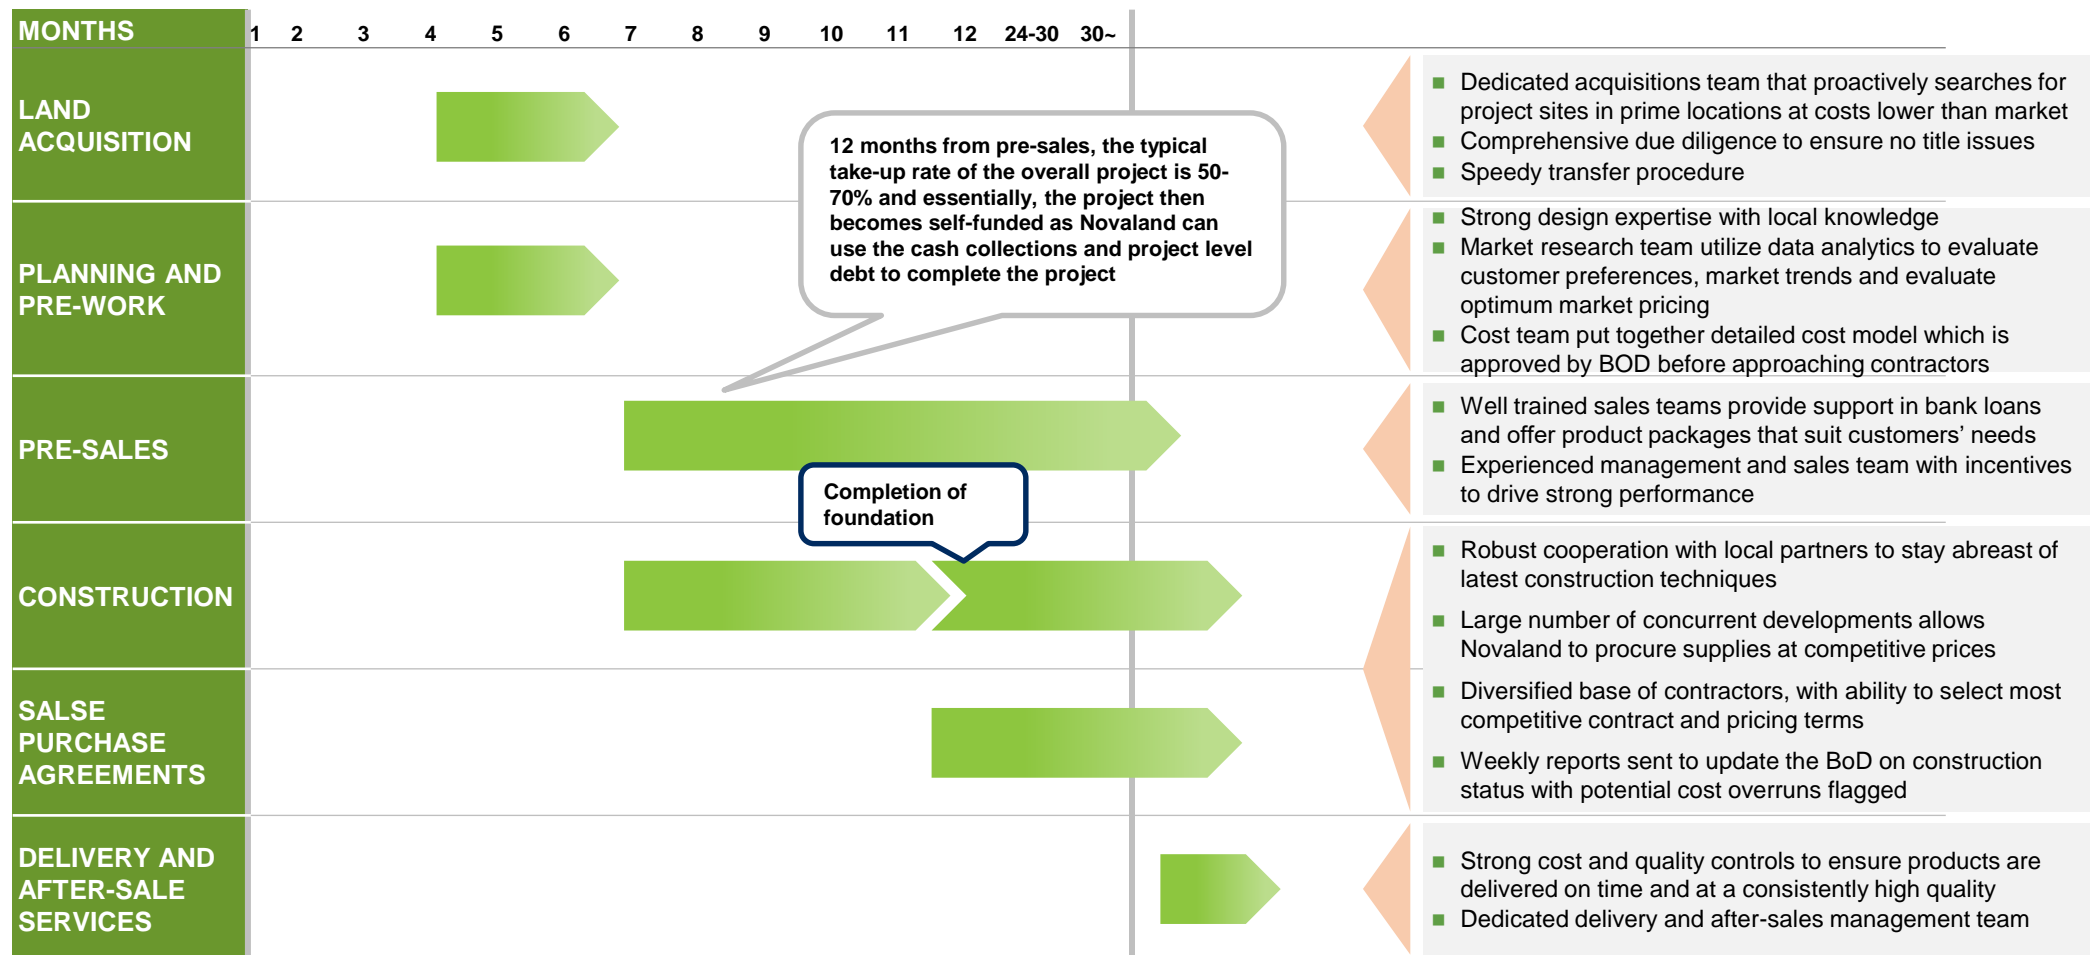 MONTHS
1 2 3 4 5 6 7 8 9 10 11 12 24-30 30~
LAND
ACQUISITION
Dedicated acquisitions team that proactively searches for
project sites in prime locations at costs lower than market
Comprehensive due diligence to ensure no title issues
Speedy transfer procedure
12 months from pre-sales, the typical
take-up rate of the overall project is 50-
70% and essentially, the project then
becomes self-funded as Novaland can
use the cash collections and project level
debt to complete the project
PLANNING AND
PRE-WORK
Strong design expertise with local knowledge
Market research team utilize data analytics to evaluate
customer preferences, market trends and evaluate
optimum market pricing
Cost team put together detailed cost model which is
approved by BOD before approaching contractors
PRE-SALES
Well trained sales teams provide support in bank loans
and offer product packages that suit customers’ needs
Experienced management and sales team with incentives
to drive strong performance
Completion of
foundation
CONSTRUCTION
Robust cooperation with local partners to stay abreast of
latest construction techniques
Large number of concurrent developments allows
Novaland to procure supplies at competitive prices
SALSE
PURCHASE
AGREEMENTS
Diversified base of contractors, with ability to select most
competitive contract and pricing terms
Weekly reports sent to update the BoD on construction
status with potential cost overruns flagged
DELIVERY AND
AFTER-SALE
SERVICES
Strong cost and quality controls to ensure products are
delivered on time and at a consistently high quality
Dedicated delivery and after-sales management team